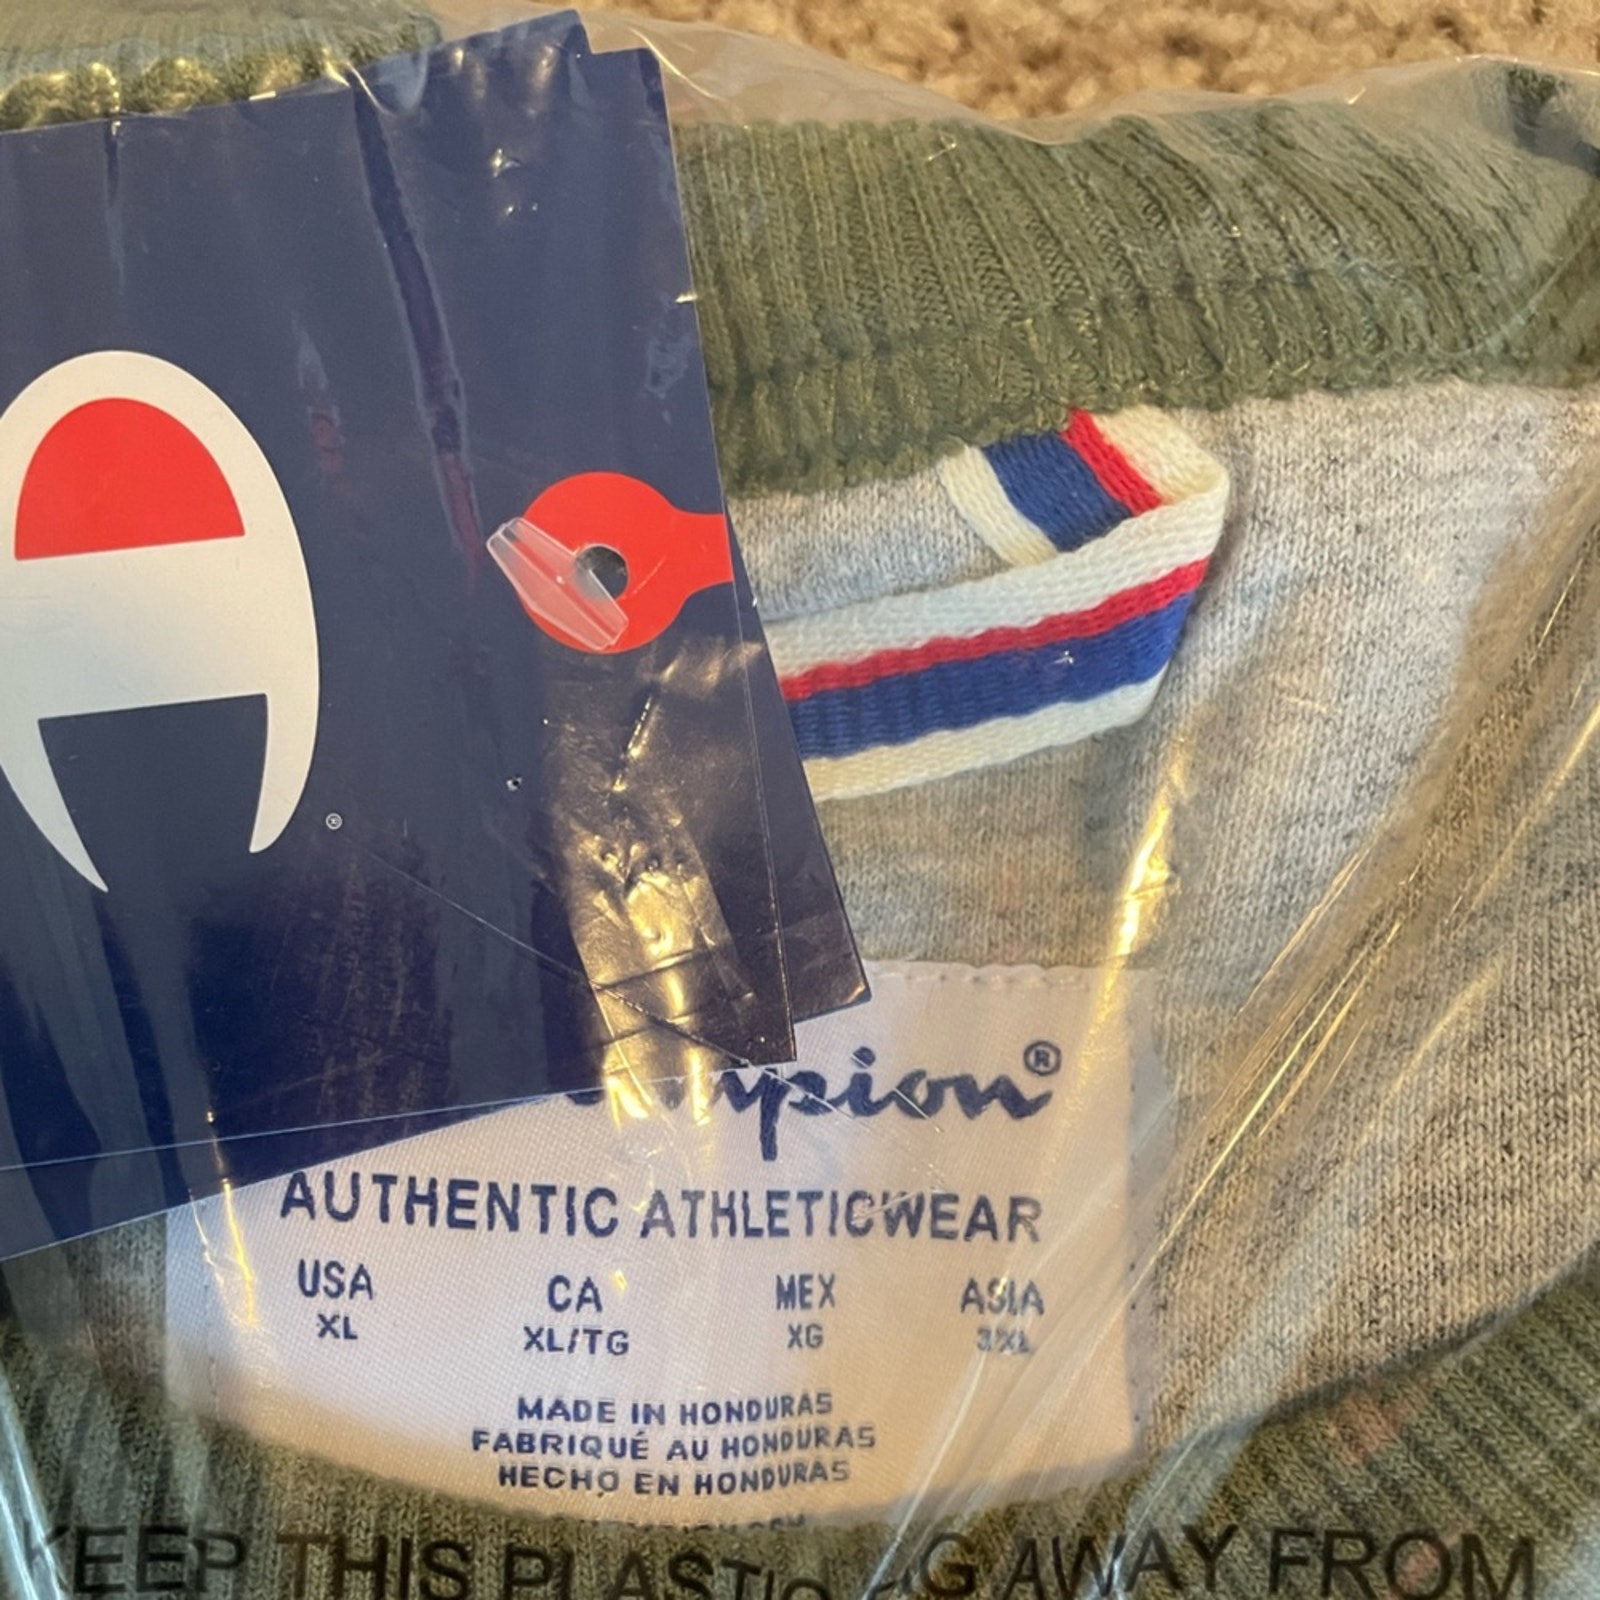 ®
mpion®
AUTHENTIC ATHLETICWEAR
USA CA MEX ASIA
XL XL/TG XG 3XL
MADE IN HONDURAS
FABRIQUÉ AU HONDURAS
HECHO EN HONDURAS
KEEP THIS PLASTIC AWAY FROM